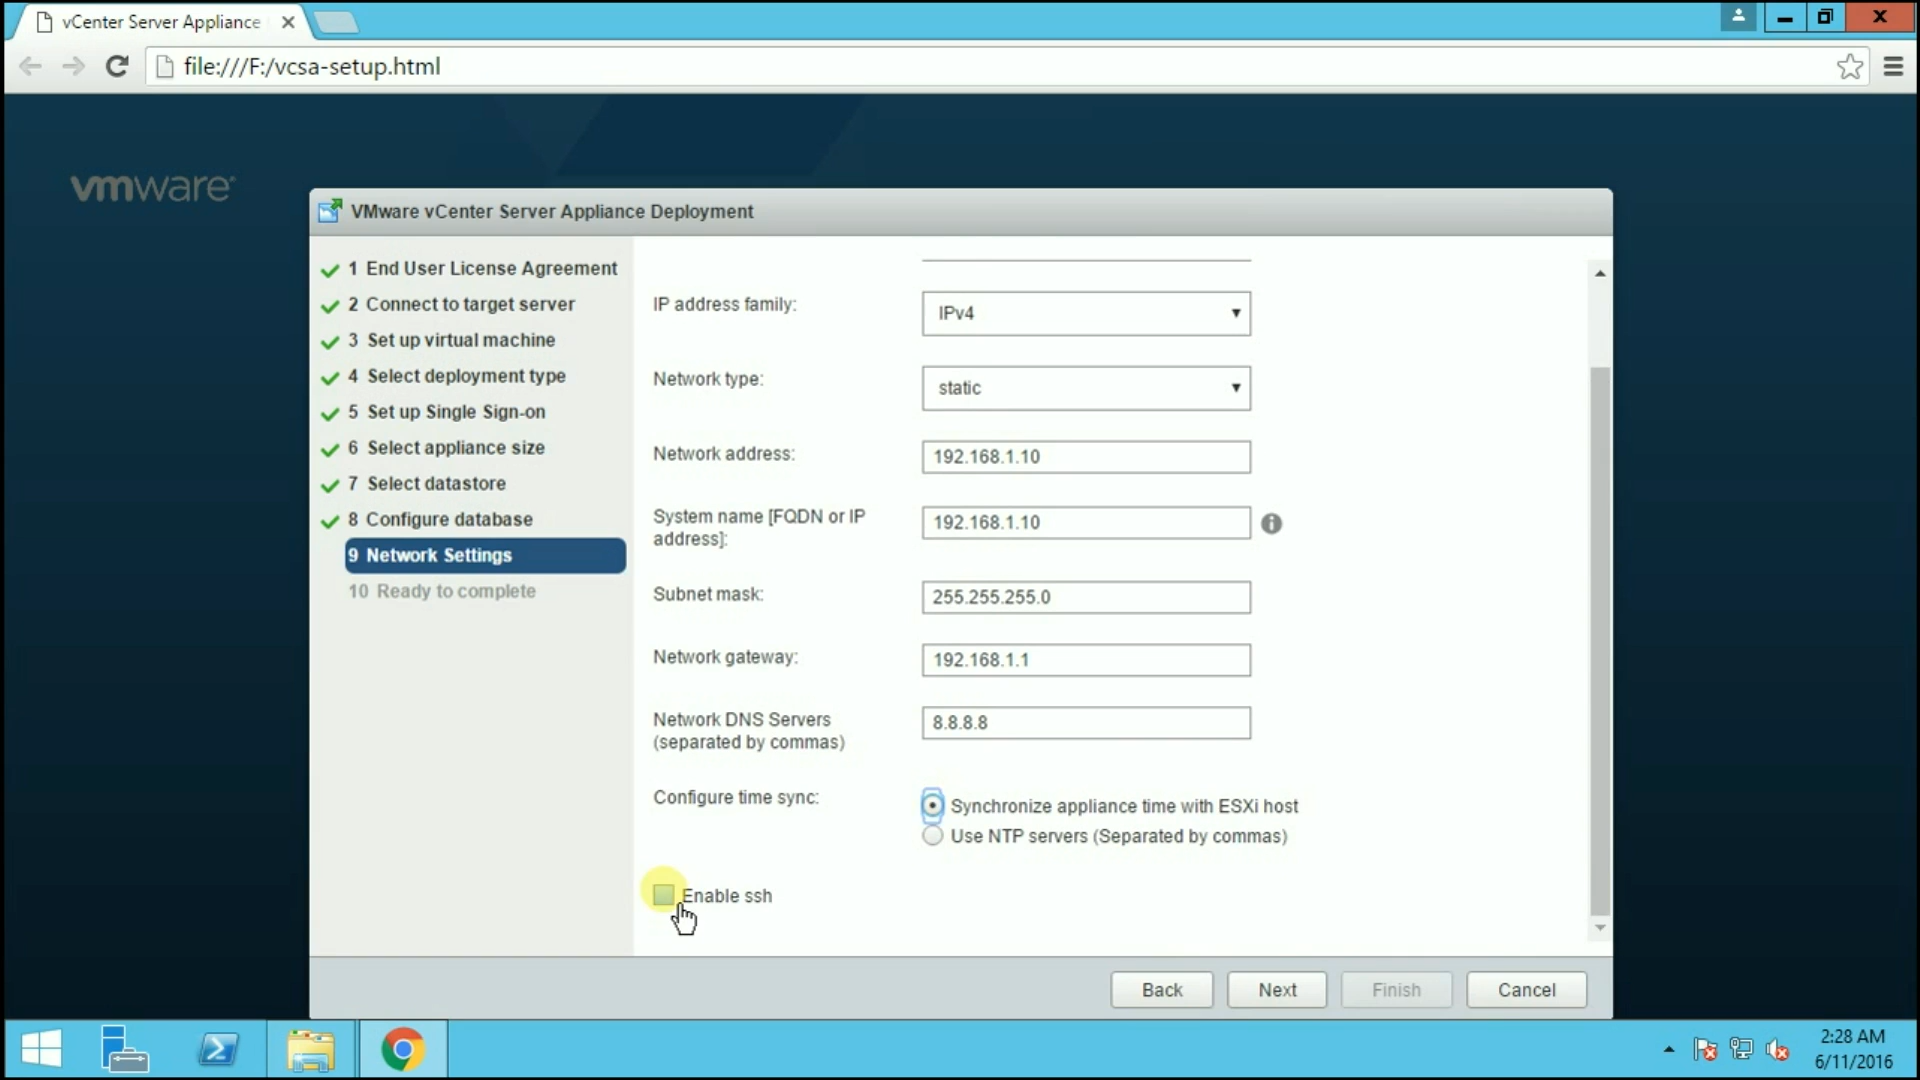 vCenter Server Appliance
file:///F:/vcsa-setup.html
vmware®
VMware vCenter Server Appliance Deployment
1 End User License Agreement
2 Connect to target server
3 Set up virtual machine
4 Select deployment type
5 Set up Single Sign-on
6 Select appliance size
7 Select datastore
8 Configure database
9 Network Settings
10 Ready to complete
IP address family:
IPv4
Network type:
static
Network address:
192.168.1.10
System name [FQDN or IP
address]:
192.168.1.10
Subnet mask:
255.255.255.0
Network gateway:
192.168.1.1
Network DNS Servers
(separated by commas)
8.8.8.8
Configure time sync:
Synchronize appliance time with ESXi host
Use NTP servers (Separated by commas)
Enable ssh
Back
Next
Finish
Cancel
2:28 AM
6/11/2016